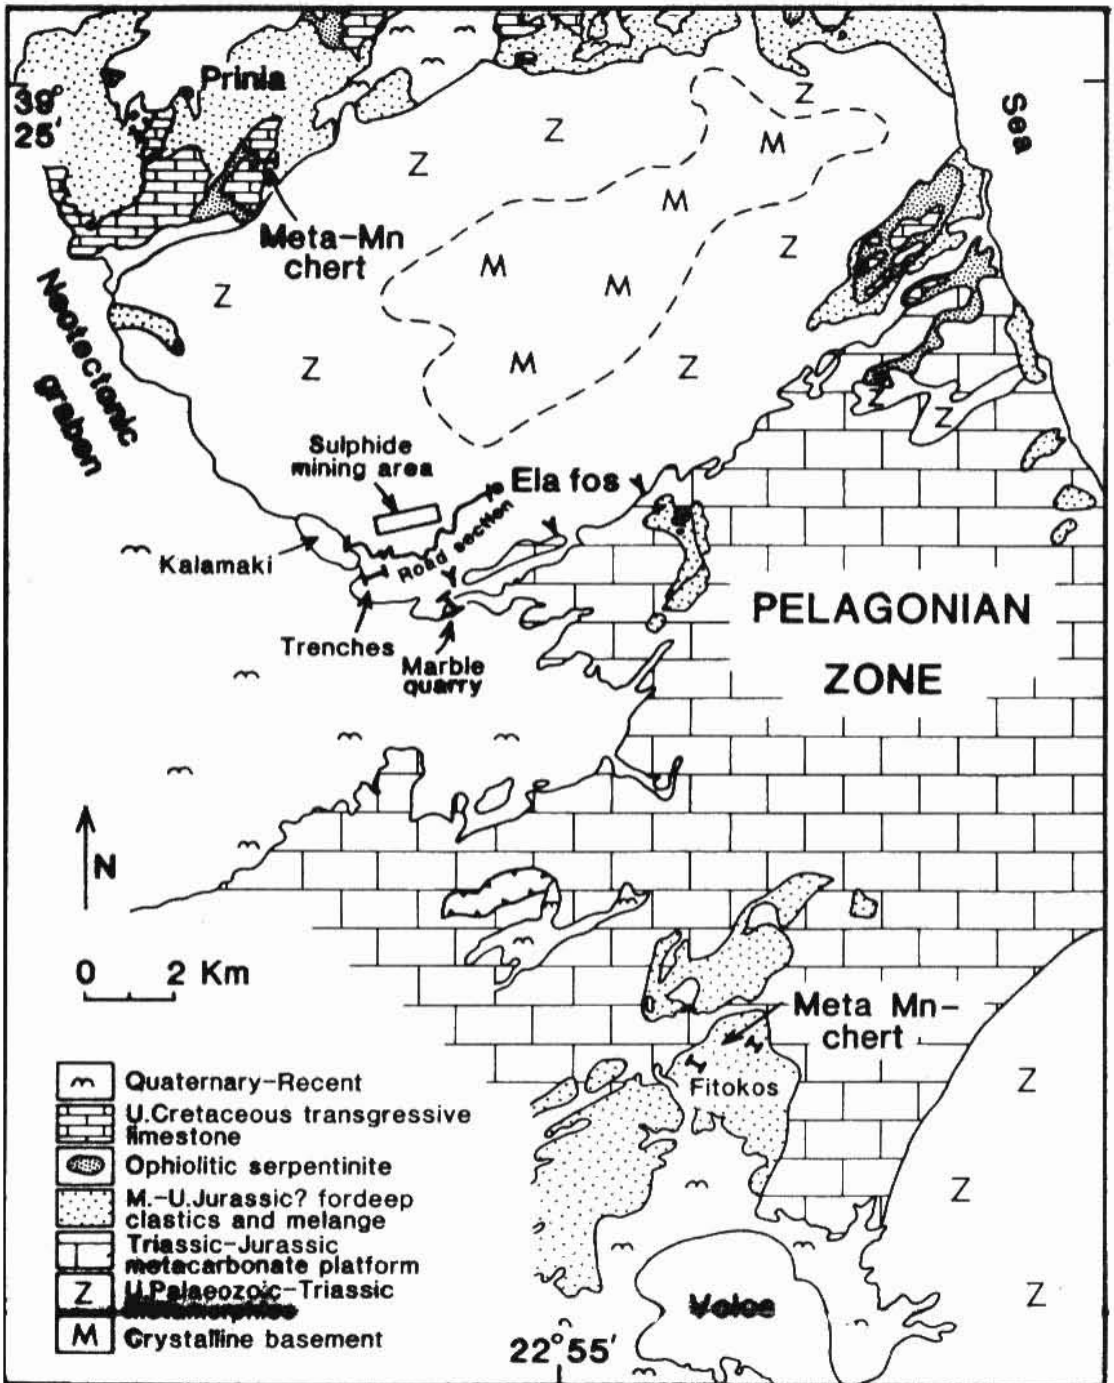 Prinia
39°
25'
Sea
Z
Z
Z
M
M
Meta-Mn
chert
Z
M
M
Z
Neotectonic
graben
Z
M
Z
Z
Sulphide
mining area
Ela fos
Road section
Kalamaki
Trenches
Marble
quarry
PELAGONIAN
ZONE
N
0 2 Km
Meta Mn-
chert
Fitokos
Z
Z
Z
Quaternary-Recent
U.Cretaceous transgressive
limestone
Ophiolitic serpentinite
M.-U.Jurassic? fordeep
clastics and melange
Triassic-Jurassic
metacarbonate platform
Z U.Palaeozoic-Triassic
M Crystalline basement
22°55'